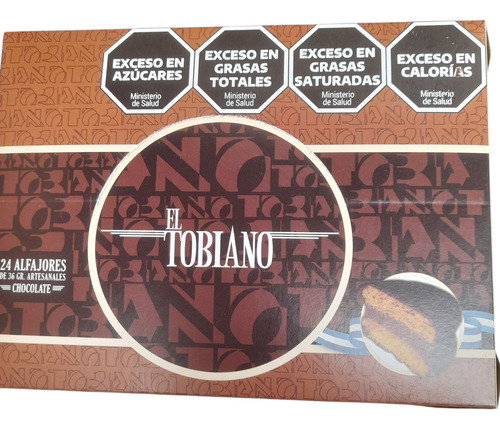 EXCESO EN
AZÚCARES
Ministerio
de Salud
EXCESO EN
GRASAS
TOTALES
Ministerio
de Salud
EXCESO EN
GRASAS
SATURADAS
Ministerio
de Salud
EXCESO EN
CALORÍAS
Ministerio
de Salud
EL
TOBIANO
24 ALFAJORES
DE 36 GR. ARTESANALES
CHOCOLATE